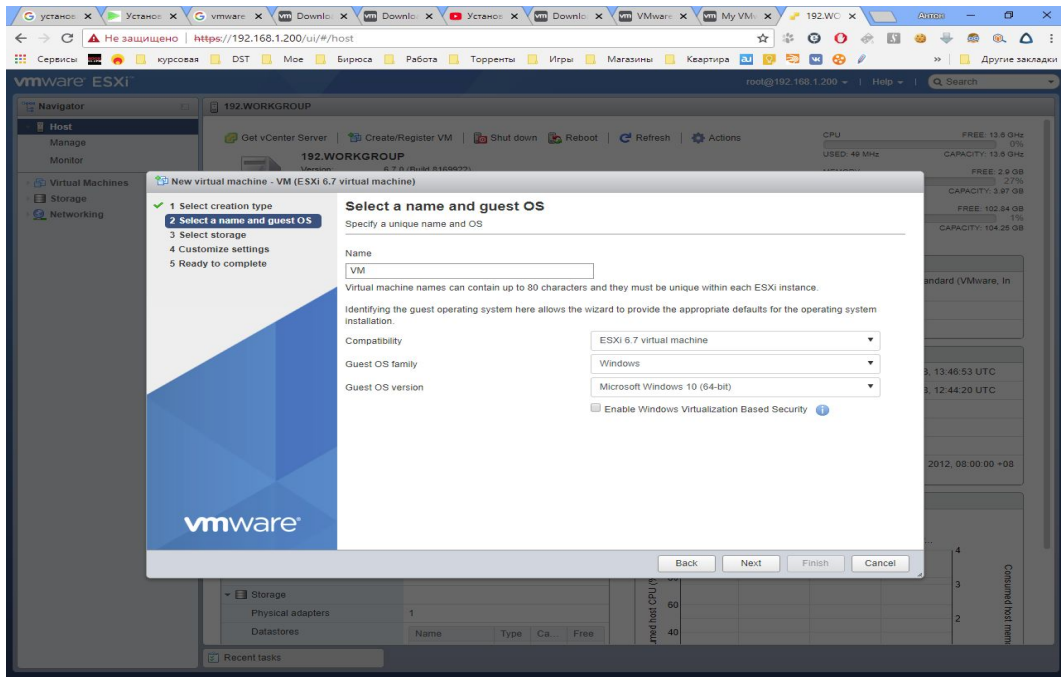 установ
Установ
vmware
Downlo
Downlo
Установ
Downlo
VMware
My VM
192.WO
Антон
Не защищено | https://192.168.1.200/ui/#/host
Сервисы курсовая DST Мое Бирюса Работа Торренты Игры Магазины Квартира » Другие закладки
vmware ESXi
root@192.168.1.200 | Help | Search
Navigator
192.WORKGROUP
Host
Manage
Monitor
Virtual Machines
Storage
Networking
Get vCenter Server | Create/Register VM | Shut down Reboot | Refresh | Actions
192.WORKGROUP
CPU FREE: 13.6 GHz
0%
USED: 49 MHz CAPACITY: 13.6 GHz
FREE: 2.9 GB
27%
CAPACITY: 3.97 GB
FREE: 102.94 GB
1%
CAPACITY: 104.25 GB
New virtual machine - VM (ESXi 6.7 virtual machine)
1 Select creation type
2 Select a name and guest OS
3 Select storage
4 Customize settings
5 Ready to complete
Select a name and guest OS
Specify a unique name and OS
Name
VM
Virtual machine names can contain up to 80 characters and they must be unique within each ESXi instance.
Identifying the guest operating system here allows the wizard to provide the appropriate defaults for the operating system
installation.
Compatibility ESXi 6.7 virtual machine
Guest OS family Windows
Guest OS version Microsoft Windows 10 (64-bit)
Enable Windows Virtualization Based Security
vmware
Back Next Finish Cancel
andard (VMware, In
, 13:46:53 UTC
, 12:44:20 UTC
2012, 08:00:00 +08
Storage
Physical adapters 1
Datastores Name Type Ca... Free
60
40
4
3
2
Consumed host mem
umed host CPU (%
Recent tasks